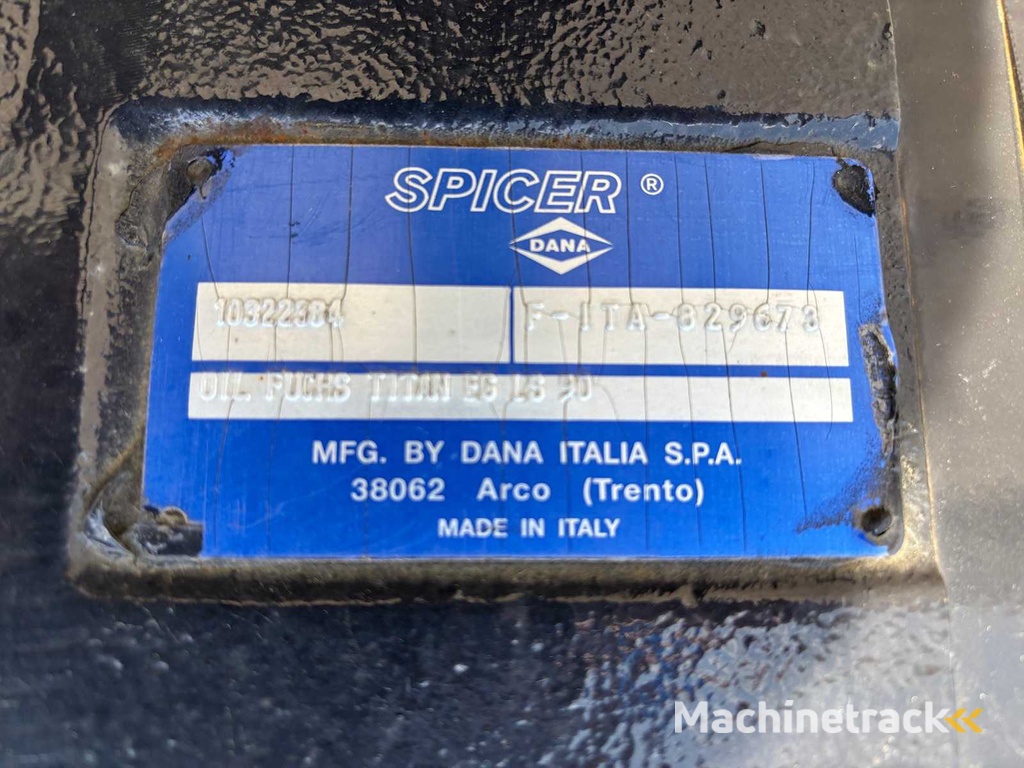 SPICER ®
DANA
10322384 F-ITA-829673
OIL FUCHS TITAN EG LS 90
MFG. BY DANA ITALIA S.P.A.
38062 Arco (Trento)
MADE IN ITALY
Machinetrack